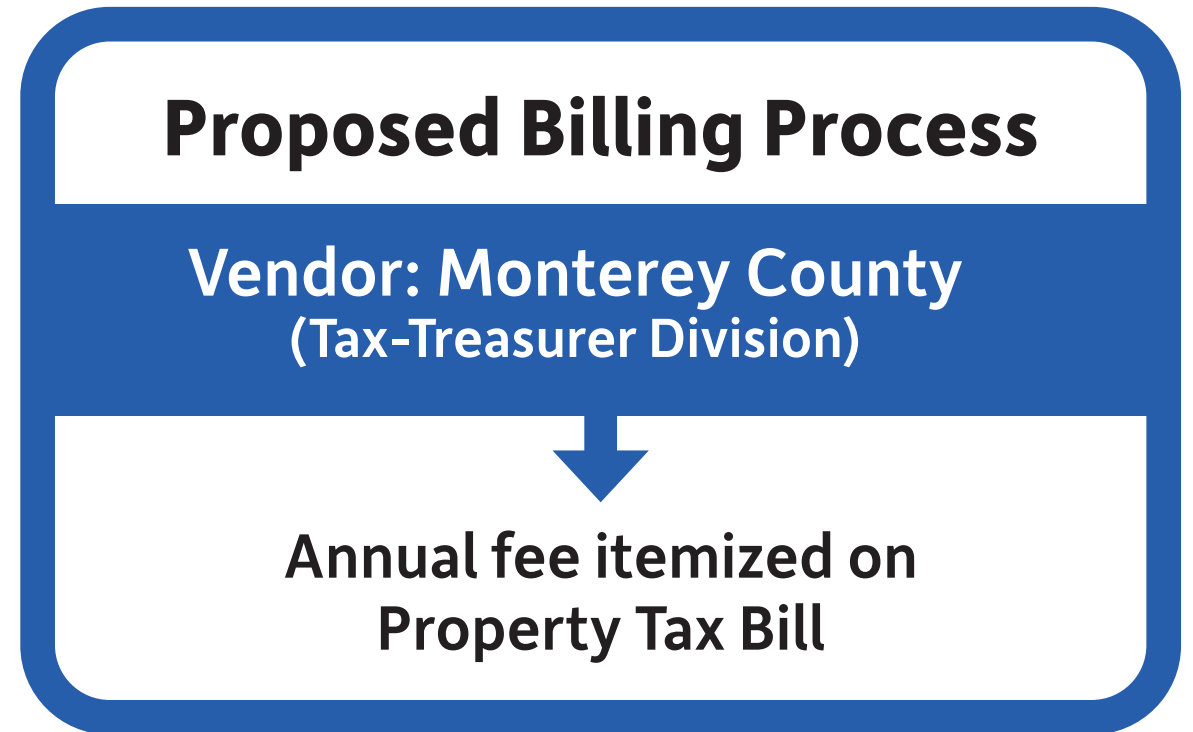 Proposed Billing Process
Vendor: Monterey County
(Tax-Treasurer Division)
Annual fee itemized on
Property Tax Bill